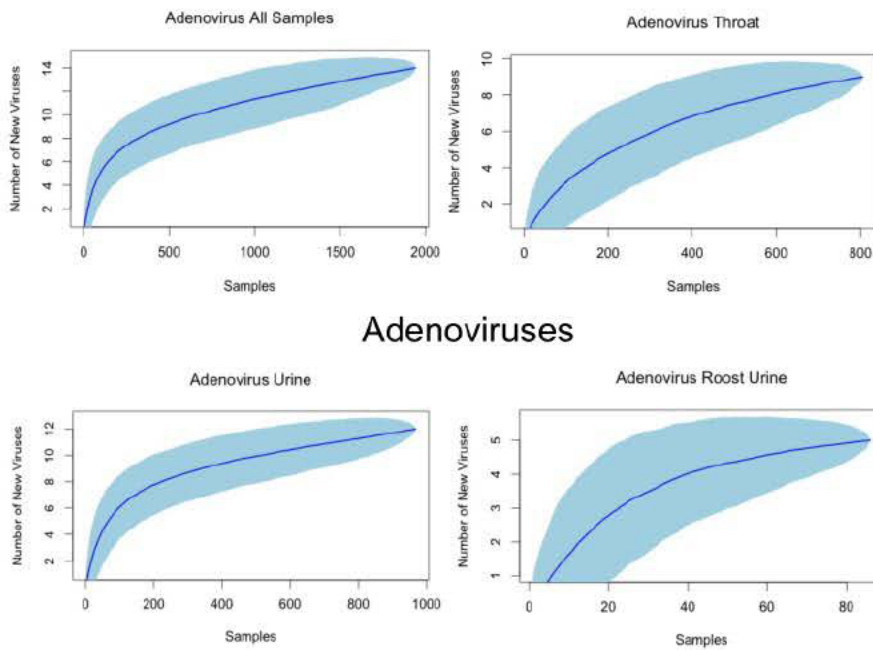 Adenovirus All Samples
Number of New Viruses
14
12
10
8
6
4
2
0 500 1000 1500 2000
Samples
Adenovirus Throat
Number of New Viruses
10
8
6
4
2
0 200 400 600 800
Samples
Adenoviruses
Adenovirus Urine
Number of New Viruses
12
10
8
6
4
2
0 200 400 600 800 1000
Samples
Adenovirus Roost Urine
Number of New Viruses
5
4
3
2
1
0 20 40 60 80
Samples